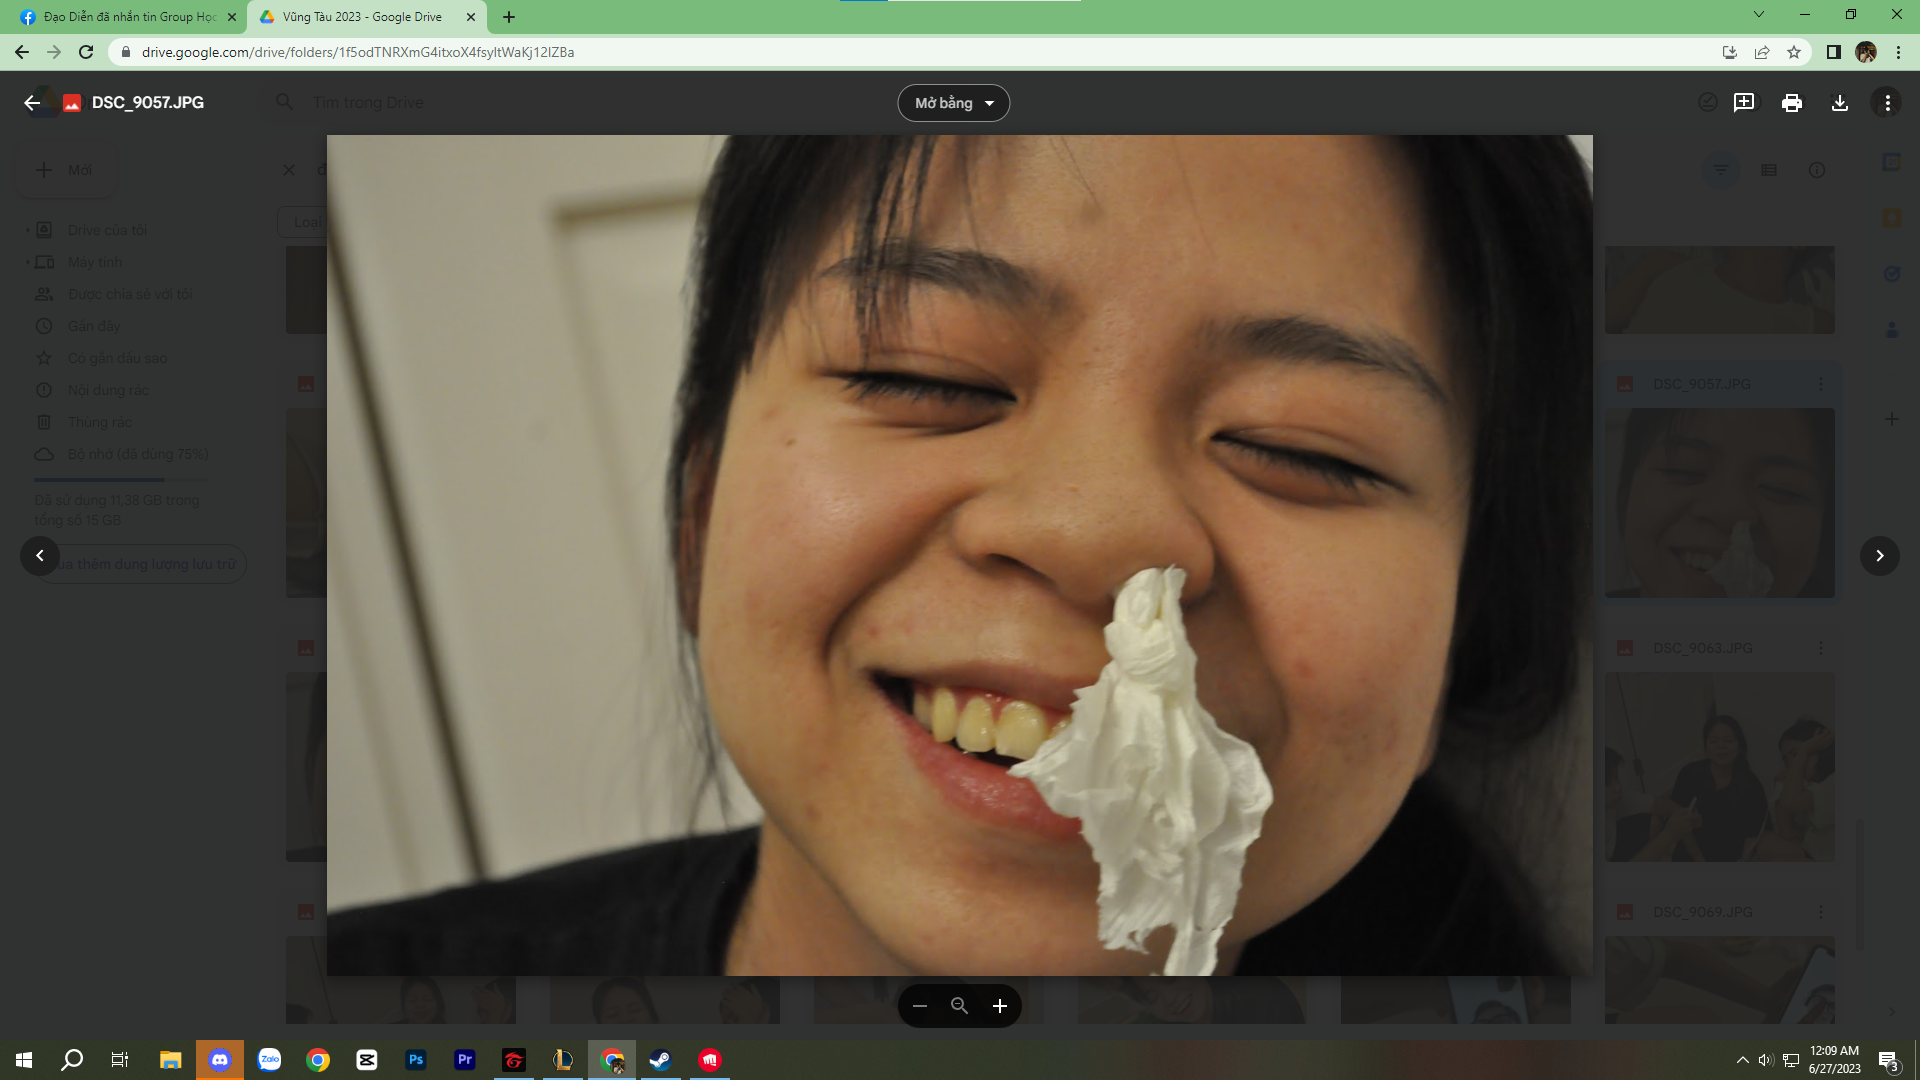 Đạo Diễn đã nhắn tin Group Học
Vũng Tàu 2023 - Google Drive
drive.google.com/drive/folders/1f5odTNRXmG4itxoX4fsyltWaKj12IZBa
DSC_9057.JPG
Tìm trong Drive
Mở bằng
Mới
Loại
Drive của tôi
Máy tính
Được chia sẻ với tôi
Gần đây
Có gắn dấu sao
Nội dung rác
Thùng rác
Bộ nhớ (đã dùng 75%)
Đã sử dụng 11,38 GB trong
tổng số 15 GB
ua thêm dung lượng lưu trữ
DSC_9057.JPG
DSC_9063.JPG
DSC_9069.JPG
Zalo
Ps
Pr
12:09 AM
6/27/2023
3